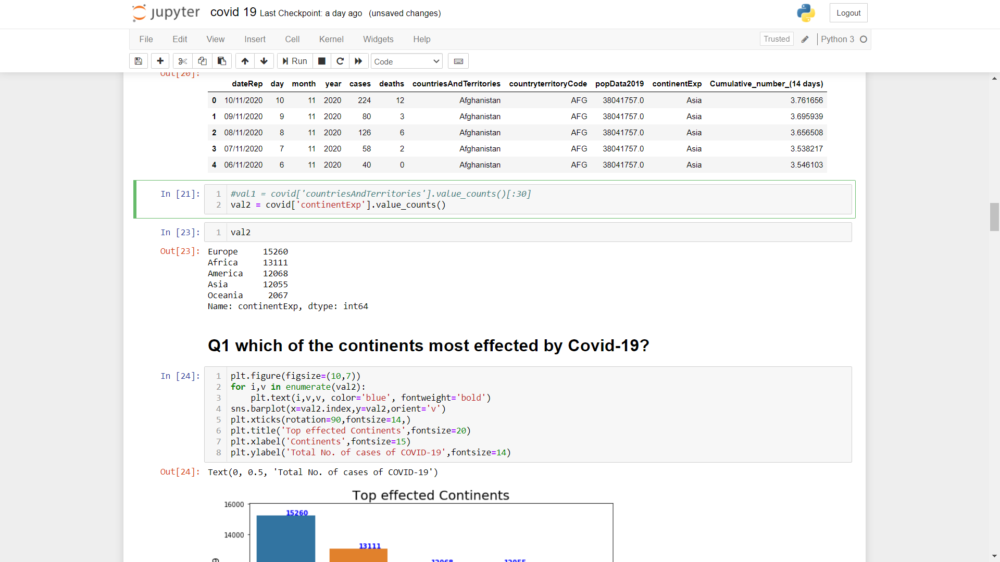 jupyter covid 19 Last Checkpoint: a day ago (unsaved changes) Logout
File Edit View Insert Cell Kernel Widgets Help Trusted Python 3
Run Code
Out[20]:
dateRep day month year cases deaths countriesAndTerritories countryterritoryCode popData2019 continentExp Cumulative_number_(14 days)
0 10/11/2020 10 11 2020 224 12 Afghanistan AFG 38041757.0 Asia 3.761656
1 09/11/2020 9 11 2020 80 3 Afghanistan AFG 38041757.0 Asia 3.695939
2 08/11/2020 8 11 2020 126 6 Afghanistan AFG 38041757.0 Asia 3.656508
3 07/11/2020 7 11 2020 58 2 Afghanistan AFG 38041757.0 Asia 3.538217
4 06/11/2020 6 11 2020 40 0 Afghanistan AFG 38041757.0 Asia 3.546103
In [21]: 1 #val1 = covid['countriesAndTerritories'].value_counts()[:30]
2 val2 = covid['continentExp'].value_counts()
In [23]: 1 val2
Out[23]: Europe 15260
Africa 13111
America 12068
Asia 12055
Oceania 2067
Name: continentExp, dtype: int64
Q1 which of the continents most effected by Covid-19?
In [24]: 1 plt.figure(figsize=(10,7))
2 for i,v in enumerate(val2):
3 plt.text(i,v,v, color='blue', fontweight='bold')
4 sns.barplot(x=val2.index,y=val2,orient='v')
5 plt.xticks(rotation=90,fontsize=14,)
6 plt.title('Top effected Continents',fontsize=20)
7 plt.xlabel('Continents',fontsize=15)
8 plt.ylabel('Total No. of cases of COVID-19',fontsize=14)
Out[24]: Text(0, 0.5, 'Total No. of cases of COVID-19')
Top effected Continents
16000
15260
14000
13111
12068 12055